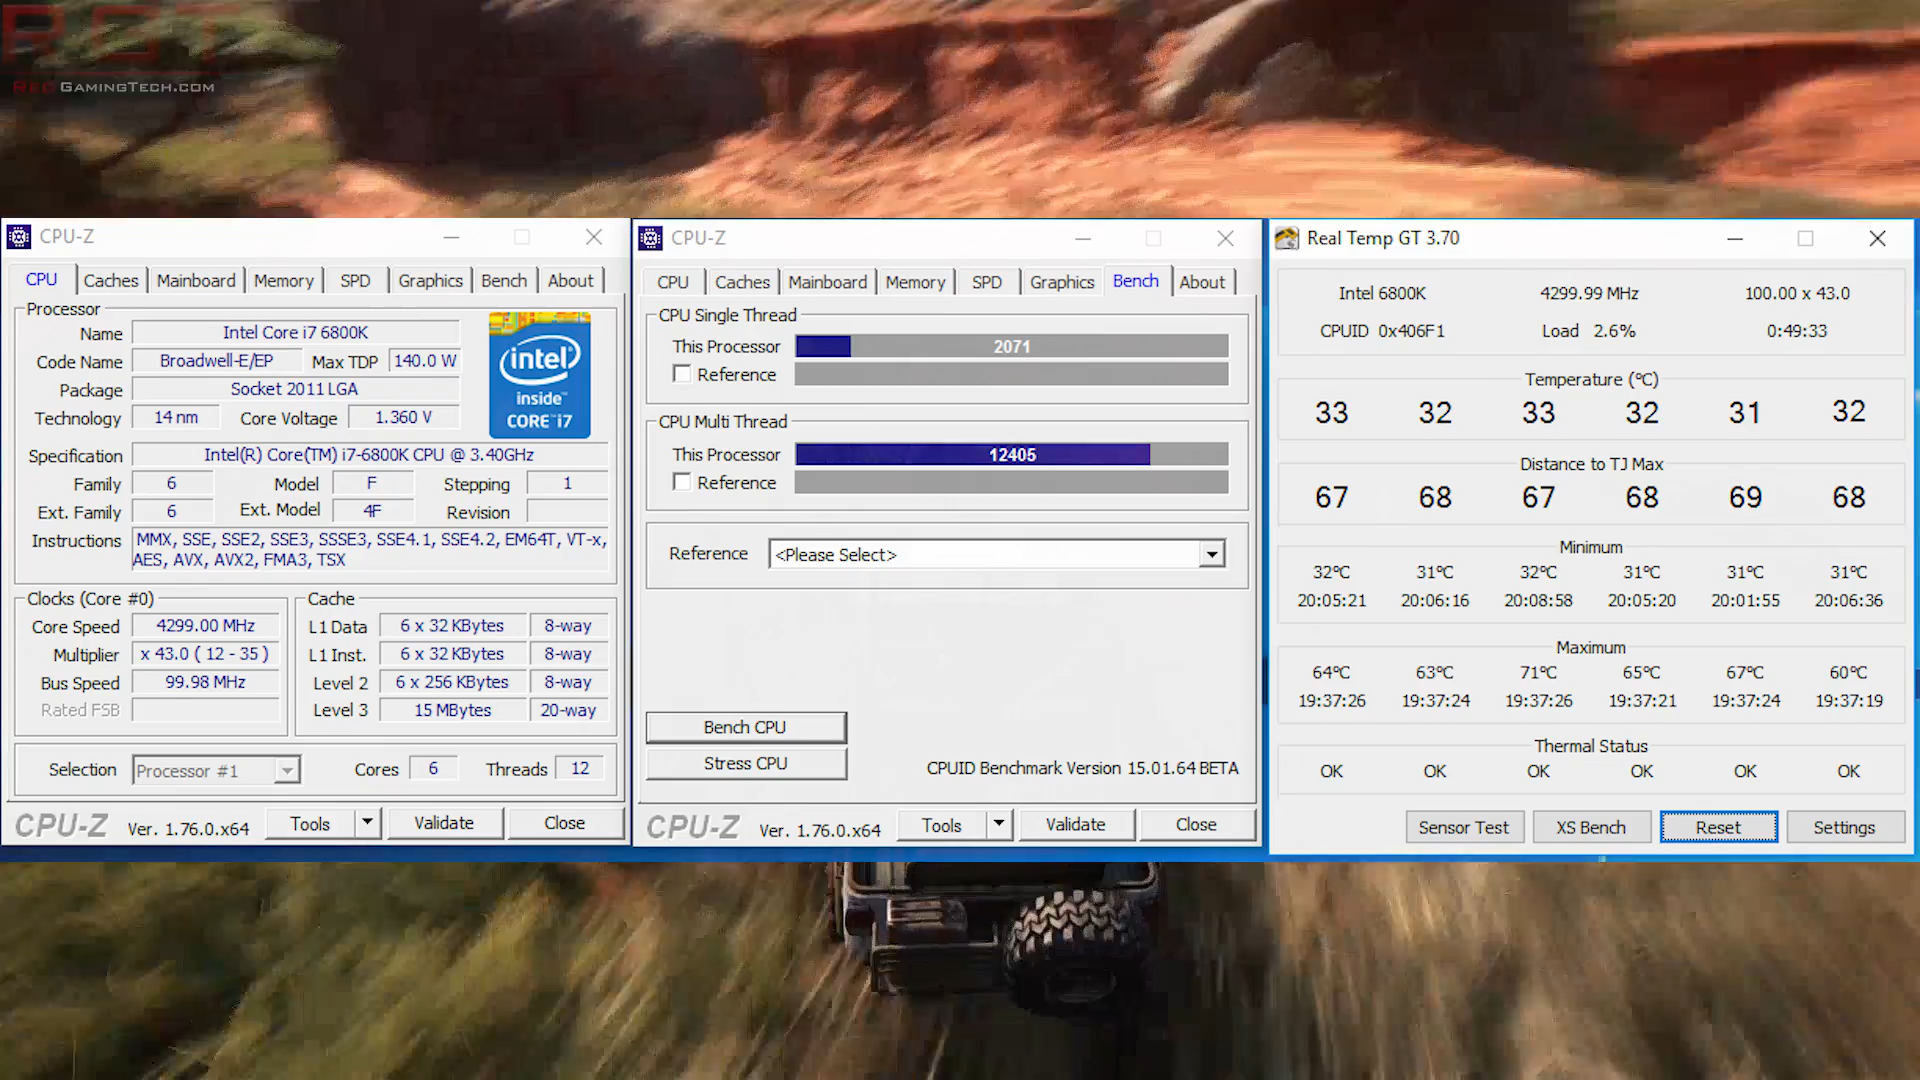 RGT
RedGamingTech.com
CPU-Z
CPU Caches Mainboard Memory SPD Graphics Bench About
Processor
Name Intel Core i7 6800K
Code Name Broadwell-E/EP Max TDP 140.0 W
Package Socket 2011 LGA
Technology 14 nm Core Voltage 1.360 V
intel inside™ CORE™ i7
Specification Intel(R) Core(TM) i7-6800K CPU @ 3.40GHz
Family 6 Model F Stepping 1
Ext. Family 6 Ext. Model 4F Revision
Instructions MMX, SSE, SSE2, SSE3, SSSE3, SSE4.1, SSE4.2, EM64T, VT-x,
AES, AVX, AVX2, FMA3, TSX
Clocks (Core #0)
Core Speed 4299.00 MHz
Multiplier x 43.0 ( 12 - 35 )
Bus Speed 99.98 MHz
Rated FSB
Cache
L1 Data 6 x 32 KBytes 8-way
L1 Inst. 6 x 32 KBytes 8-way
Level 2 6 x 256 KBytes 8-way
Level 3 15 MBytes 20-way
Selection Processor #1 Cores 6 Threads 12
CPU-Z Ver. 1.76.0.x64 Tools Validate Close
CPU-Z
CPU Caches Mainboard Memory SPD Graphics Bench About
CPU Single Thread
This Processor 2071
Reference
CPU Multi Thread
This Processor 12405
Reference
Reference <Please Select>
Bench CPU
Stress CPU
CPUID Benchmark Version 15.01.64 BETA
CPU-Z Ver. 1.76.0.x64 Tools Validate Close
Real Temp GT 3.70
Intel 6800K 4299.99 MHz 100.00 x 43.0
CPUID 0x406F1 Load 2.6% 0:49:33
Temperature (°C)
33 32 33 32 31 32
Distance to TJ Max
67 68 67 68 69 68
Minimum
32°C 31°C 32°C 31°C 31°C 31°C
20:05:21 20:06:16 20:08:58 20:05:20 20:01:55 20:06:36
Maximum
64°C 63°C 71°C 65°C 67°C 60°C
19:37:26 19:37:24 19:37:26 19:37:21 19:37:24 19:37:19
Thermal Status
OK OK OK OK OK OK
Sensor Test XS Bench Reset Settings